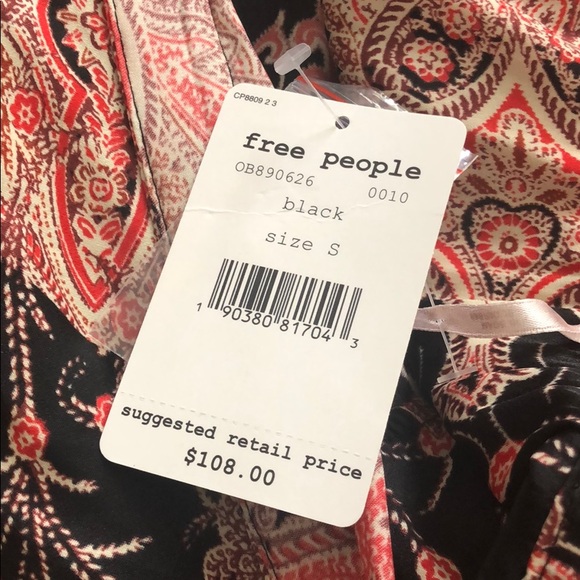 CP8809 2 3
free people
OB890626 0010
black
size S
1 90380 81704 3
suggested retail price
$108.00